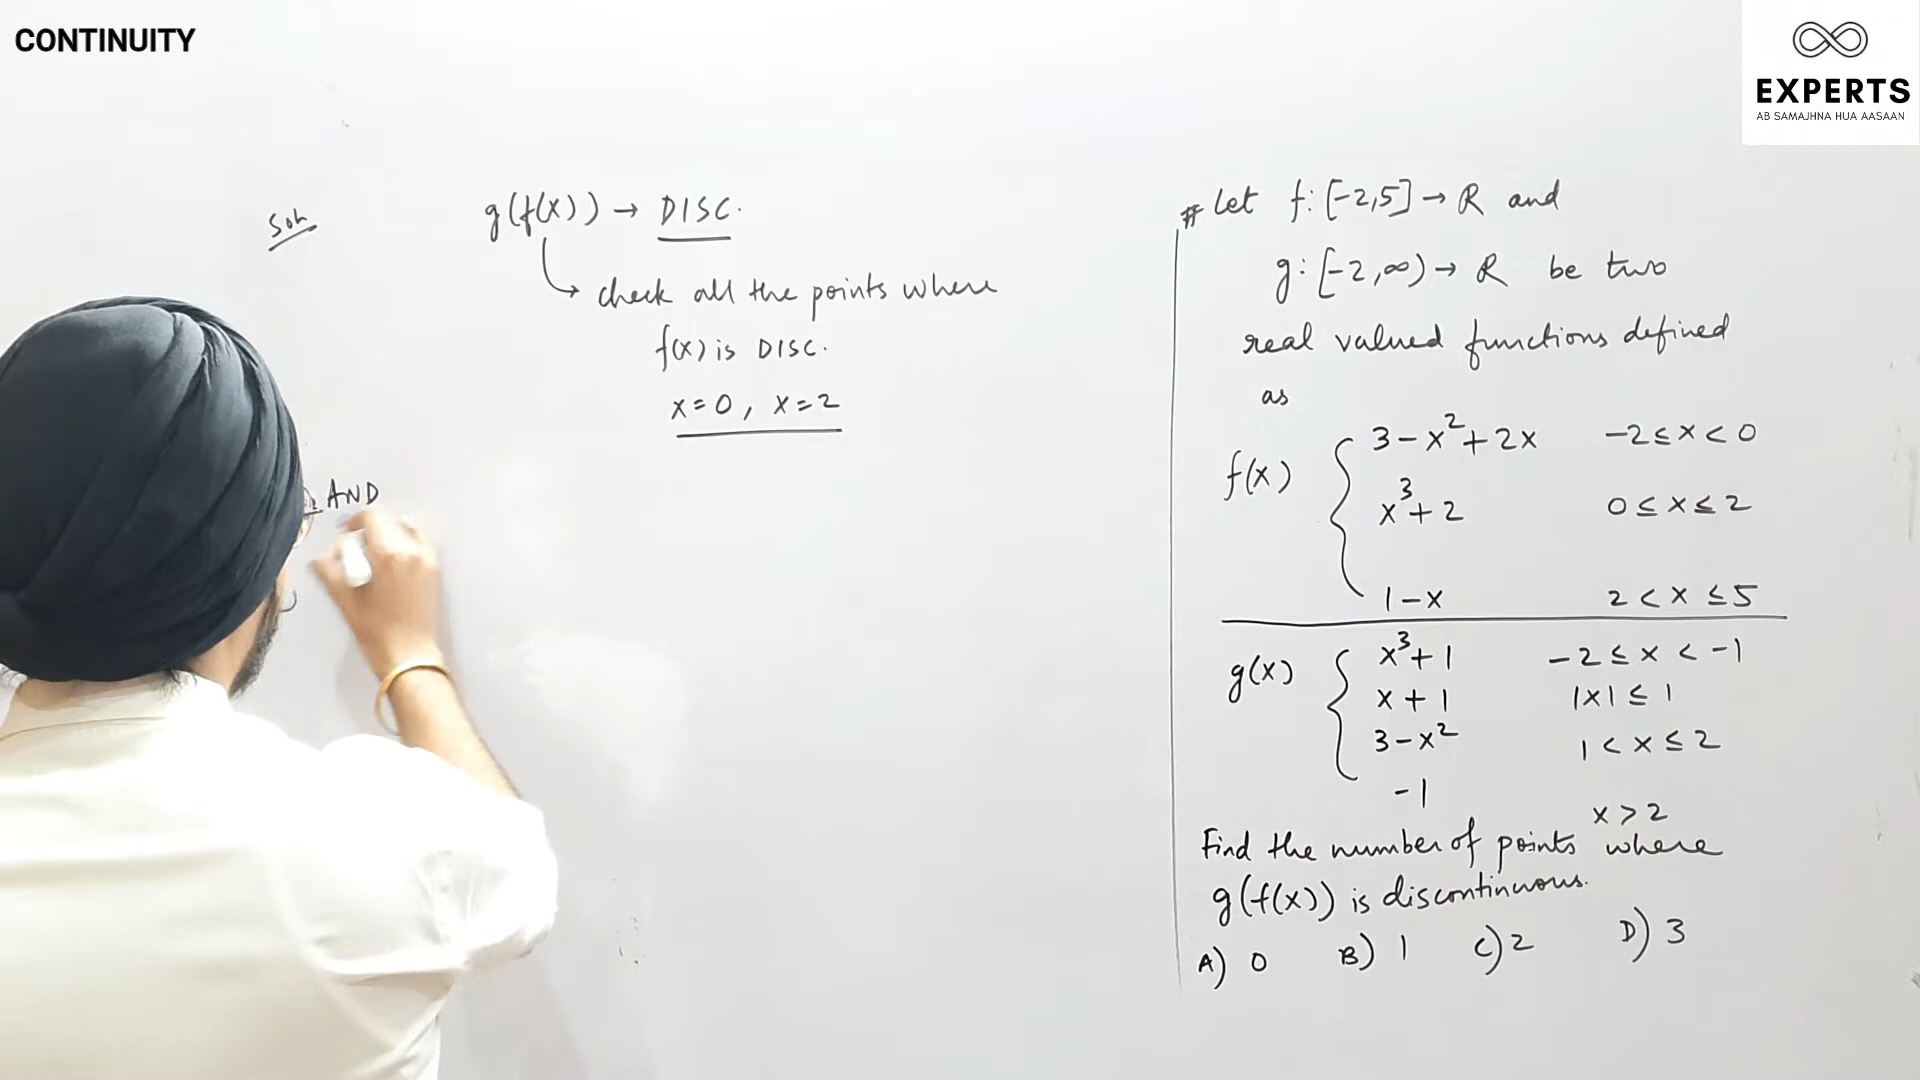 CONTINUITY
EXPERTS
AB SAMAJHNA HUA AASAAN
Soln
g(f(x)) → DISC.
check all the points where
f(x) is DISC.
x=0, x=2
AND
# Let f: [-2,5] → R and
g: [-2,∞) → R be two
real valued functions defined
as
f(x) { 3-x²+2x -2≤x<0
x³+2 0≤x≤2
1-x 2<x≤5
g(x) { x³+1 -2≤x<-1
x+1 |x|≤1
3-x² 1<x≤2
-1 x>2
Find the number of points where
g(f(x)) is discontinuous.
A) 0 B) 1 C) 2 D) 3